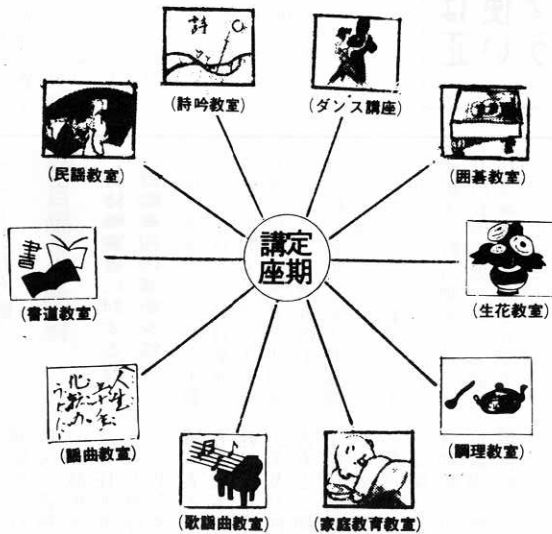 定期
講座
詩
(詩吟教室)
(ダンス講座)
(囲碁教室)
(生花教室)
(調理教室)
(家庭教育教室)
(歌謡曲教室)
(謡曲教室)
書
(書道教室)
(民謡教室)